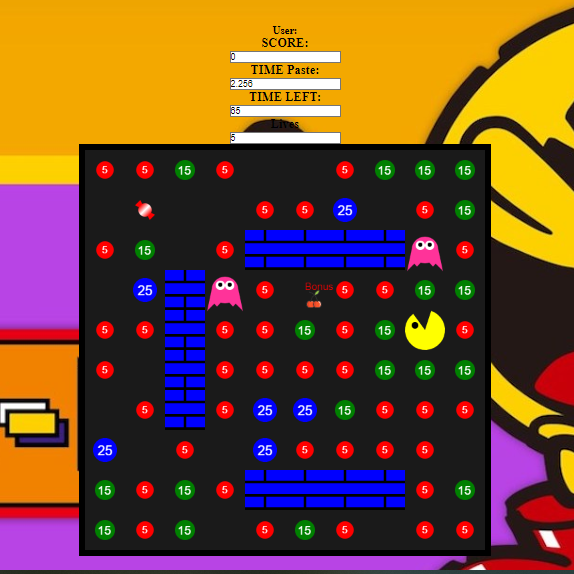 User:
SCORE:
0
TIME Paste:
2.256
TIME LEFT:
65
Lives
5
5 5 15 5 5 15 15 15
5 5 25 5 15
5 15 5 5
25 5 Bonus 5 5 15 15
5 5 5 5 15 5 15 5
5 5 5 5 5 15 15 15
5 5 25 25 15 5 5 5
25 5 25 5 5 5 5
15 5 15 5 5 15
15 5 15 5 15 5 5 5